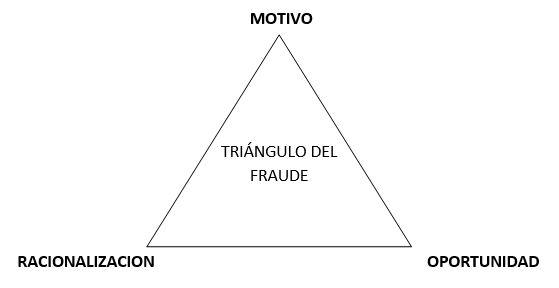 MOTIVO
TRIÁNGULO DEL
FRAUDE
RACIONALIZACION
OPORTUNIDAD